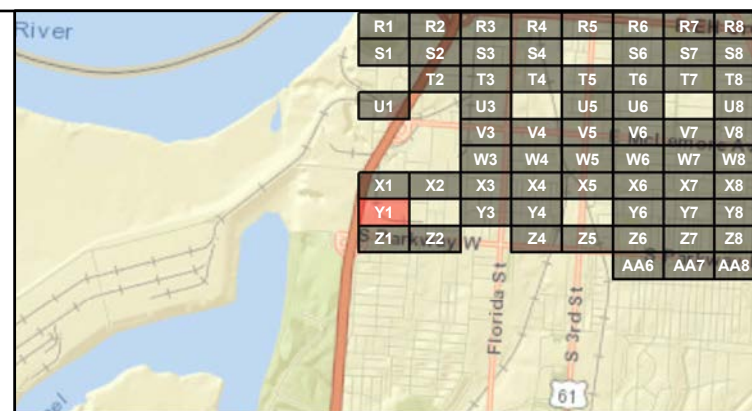 River
R1 R2 R3 R4 R5 R6 R7 R8
S1 S2 S3 S4 S6 S7 S8
T2 T3 T4 T5 T6 T7 T8
U1 U3 U5 U6 U8
V3 V4 V5 V6 V7 V8
E McLemore Av
W3 W4 W5 W6 W7 W8
X1 X2 X3 X4 X5 X6 X7 X8
Y1 Y3 Y4 Y6 Y7 Y8
S Parkway W
Z1 Z2 Z4 Z5 Z6 Z7 Z8
AA6 AA7 AA8
Florida St
S 3rd St
61